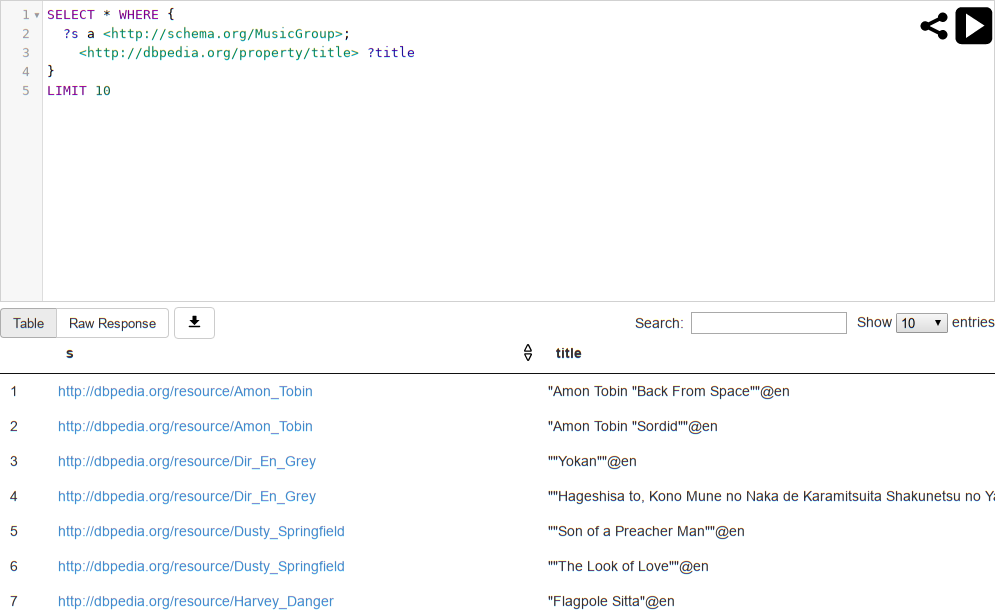 1 SELECT * WHERE {
2 ?s a <http://schema.org/MusicGroup>;
3 <http://dbpedia.org/property/title> ?title
4 }
5 LIMIT 10
Table Raw Response Search: Show 10 entries
s title
1 http://dbpedia.org/resource/Amon_Tobin "Amon Tobin "Back From Space""@en
2 http://dbpedia.org/resource/Amon_Tobin "Amon Tobin "Sordid""@en
3 http://dbpedia.org/resource/Dir_En_Grey ""Yokan""@en
4 http://dbpedia.org/resource/Dir_En_Grey ""Hageshisa to, Kono Mune no Naka de Karamitsuita Shakunetsu no
5 http://dbpedia.org/resource/Dusty_Springfield ""Son of a Preacher Man""@en
6 http://dbpedia.org/resource/Dusty_Springfield ""The Look of Love""@en
7 http://dbpedia.org/resource/Harvey_Danger "Flagpole Sitta"@en